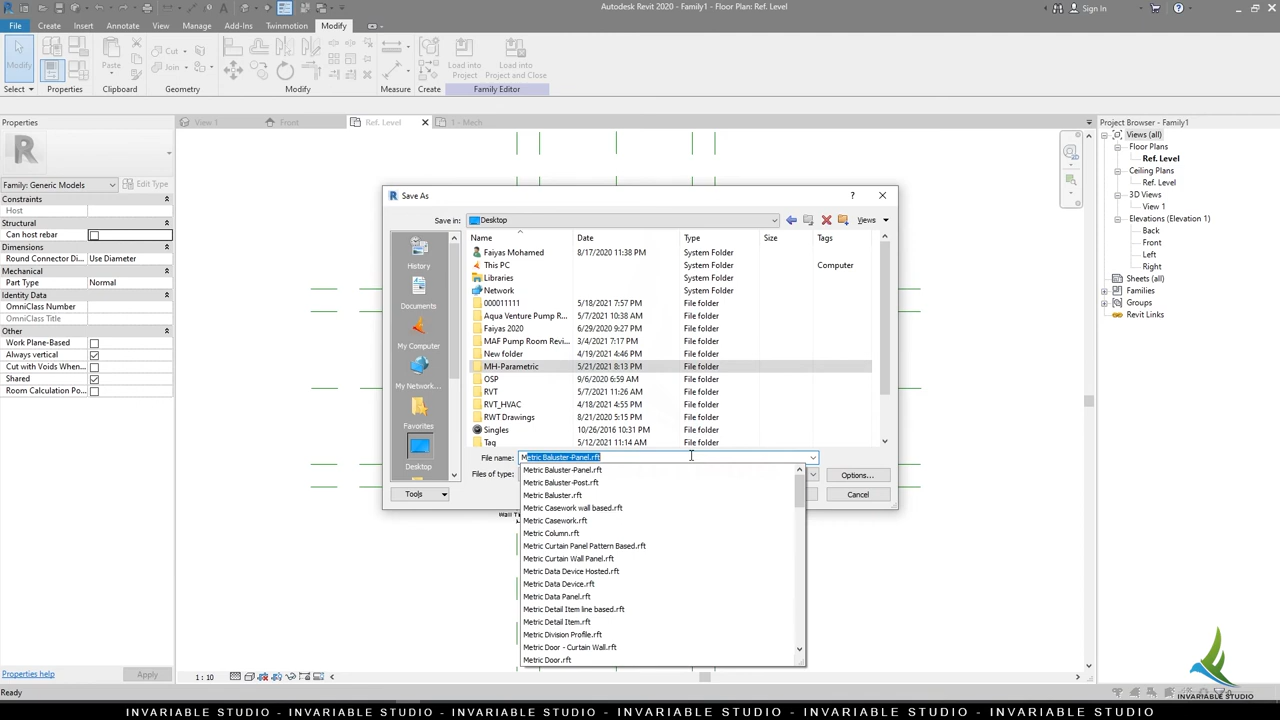 Autodesk Revit 2020 - Family1 - Floor Plan: Ref. Level
Sign In
File Create Insert Annotate View Manage Add-Ins Twinmotion Modify
Modify
Paste
Cut
Join
Load into
Project
Load into
Project and Close
Select Properties Clipboard Geometry Modify Measure Create Family Editor
Properties
View 1
Front
Ref. Level
1 - Mech
Project Browser - Family1
R
Family: Generic Models
Edit Type
Constraints
Host
Structural
Can host rebar
Dimensions
Round Connector Di... Use Diameter
Mechanical
Part Type Normal
Identity Data
OmniClass Number
OmniClass Title
Other
Work Plane-Based
Always vertical
Cut with Voids When...
Shared
Room Calculation Po...
Properties help
Apply
Ready
1 : 10
Save As
Save in: Desktop
Views
History
Documents
My Computer
My Network...
Favorites
Desktop
Name Date Type Size Tags
Faiyas Mohamed 8/17/2020 11:38 PM System Folder
This PC System Folder Computer
Libraries System Folder
Network System Folder
000011111 5/18/2021 7:57 PM File folder
Aqua Venture Pump R... 5/7/2021 10:38 AM File folder
Faiyas 2020 6/29/2020 9:27 PM File folder
MAF Pump Room Revi... 3/4/2021 7:17 PM File folder
New folder 4/19/2021 4:46 PM File folder
MH-Parametric 5/21/2021 8:13 PM File folder
OSP 9/6/2020 6:59 AM File folder
RVT 5/7/2021 11:26 AM File folder
RVT_HVAC 4/18/2021 4:55 PM File folder
RWT Drawings 8/21/2020 5:15 PM File folder
Singles 10/26/2016 10:31 PM File folder
Tag 5/12/2021 11:14 AM File folder
File name: Metric Baluster-Panel.rft
Files of type:
Tools
Options...
Cancel
Metric Baluster-Panel.rft
Metric Baluster-Post.rft
Metric Baluster.rft
Metric Casework wall based.rft
Metric Casework.rft
Metric Column.rft
Metric Curtain Panel Pattern Based.rft
Metric Curtain Wall Panel.rft
Metric Data Device Hosted.rft
Metric Data Device.rft
Metric Data Panel.rft
Metric Detail Item line based.rft
Metric Detail Item.rft
Metric Division Profile.rft
Metric Door - Curtain Wall.rft
Metric Door.rft
Views (all)
Floor Plans
Ref. Level
Ceiling Plans
Ref. Level
3D Views
View 1
Elevations (Elevation 1)
Back
Front
Left
Right
Sheets (all)
Families
Groups
Revit Links
INVARIABLE STUDIO
INVARIABLE STUDIO - INVARIABLE STUDIO - INVARIABLE STUDIO - INVARIABLE STUDIO - INVARIABLE STUDIO - INVARIABLE STUDIO - INVARIABLE STUDIO